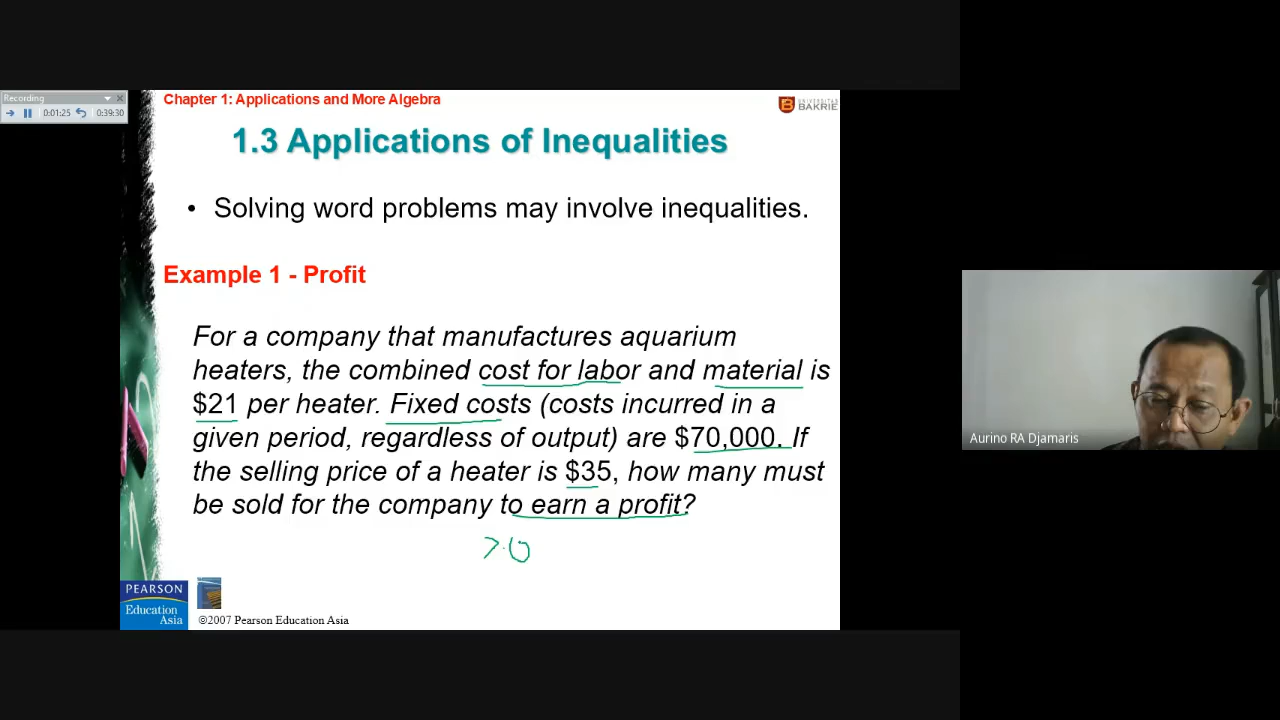 Recording
0:01:25 0:39:30
Chapter 1: Applications and More Algebra
UNIVERSITAS
BAKRIE
1.3 Applications of Inequalities
• Solving word problems may involve inequalities.
Example 1 - Profit
For a company that manufactures aquarium
heaters, the combined cost for labor and material is
$21 per heater. Fixed costs (costs incurred in a
given period, regardless of output) are $70,000. If
the selling price of a heater is $35, how many must
be sold for the company to earn a profit?
>0
PEARSON
Education
Asia
©2007 Pearson Education Asia
Aurino RA Djamaris